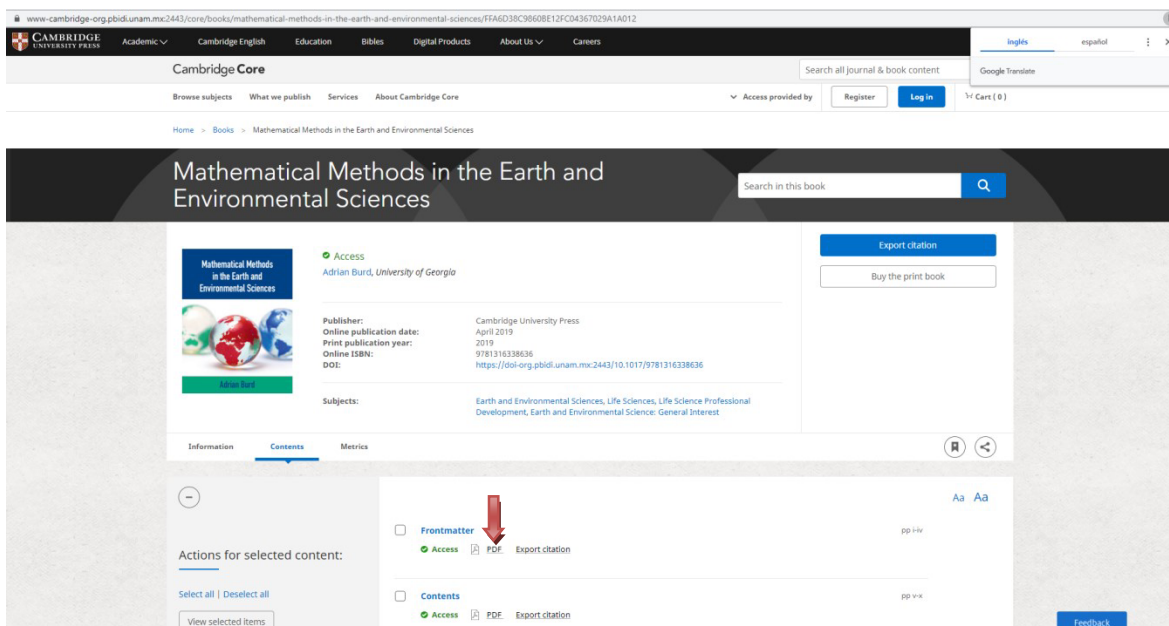 www-cambridge-org.pbidi.unam.mx:2443/core/books/mathematical-methods-in-the-earth-and-environmental-sciences/FFA6D38C98608E12FC04367029A1A012
CAMBRIDGE
UNIVERSITY PRESS
Academic Cambridge English Education Bibles Digital Products About Us Careers
inglés español
Google Translate
Cambridge Core
Search all journal & book content
Browse subjects What we publish Services About Cambridge Core
Access provided by Register Log in Cart ( 0 )
Home > Books > Mathematical Methods in the Earth and Environmental Sciences
Mathematical Methods in the Earth and
Environmental Sciences
Search in this book
Mathematical Methods
in the Earth and
Environmental Sciences
Adrian Burd
Access
Adrian Burd, University of Georgia
Export citation
Buy the print book
Publisher: Cambridge University Press
Online publication date: April 2019
Print publication year: 2019
Online ISBN: 9781316338636
DOI: https://doi-org.pbidi.unam.mx:2443/10.1017/9781316338636
Subjects: Earth and Environmental Sciences, Life Sciences, Life Science Professional
Development, Earth and Environmental Science: General Interest
Information Contents Metrics
Aa Aa
Actions for selected content:
Select all | Deselect all
View selected items
Frontmatter pp i-iv
Access PDF Export citation
Contents pp v-x
Access PDF Export citation
Feedback